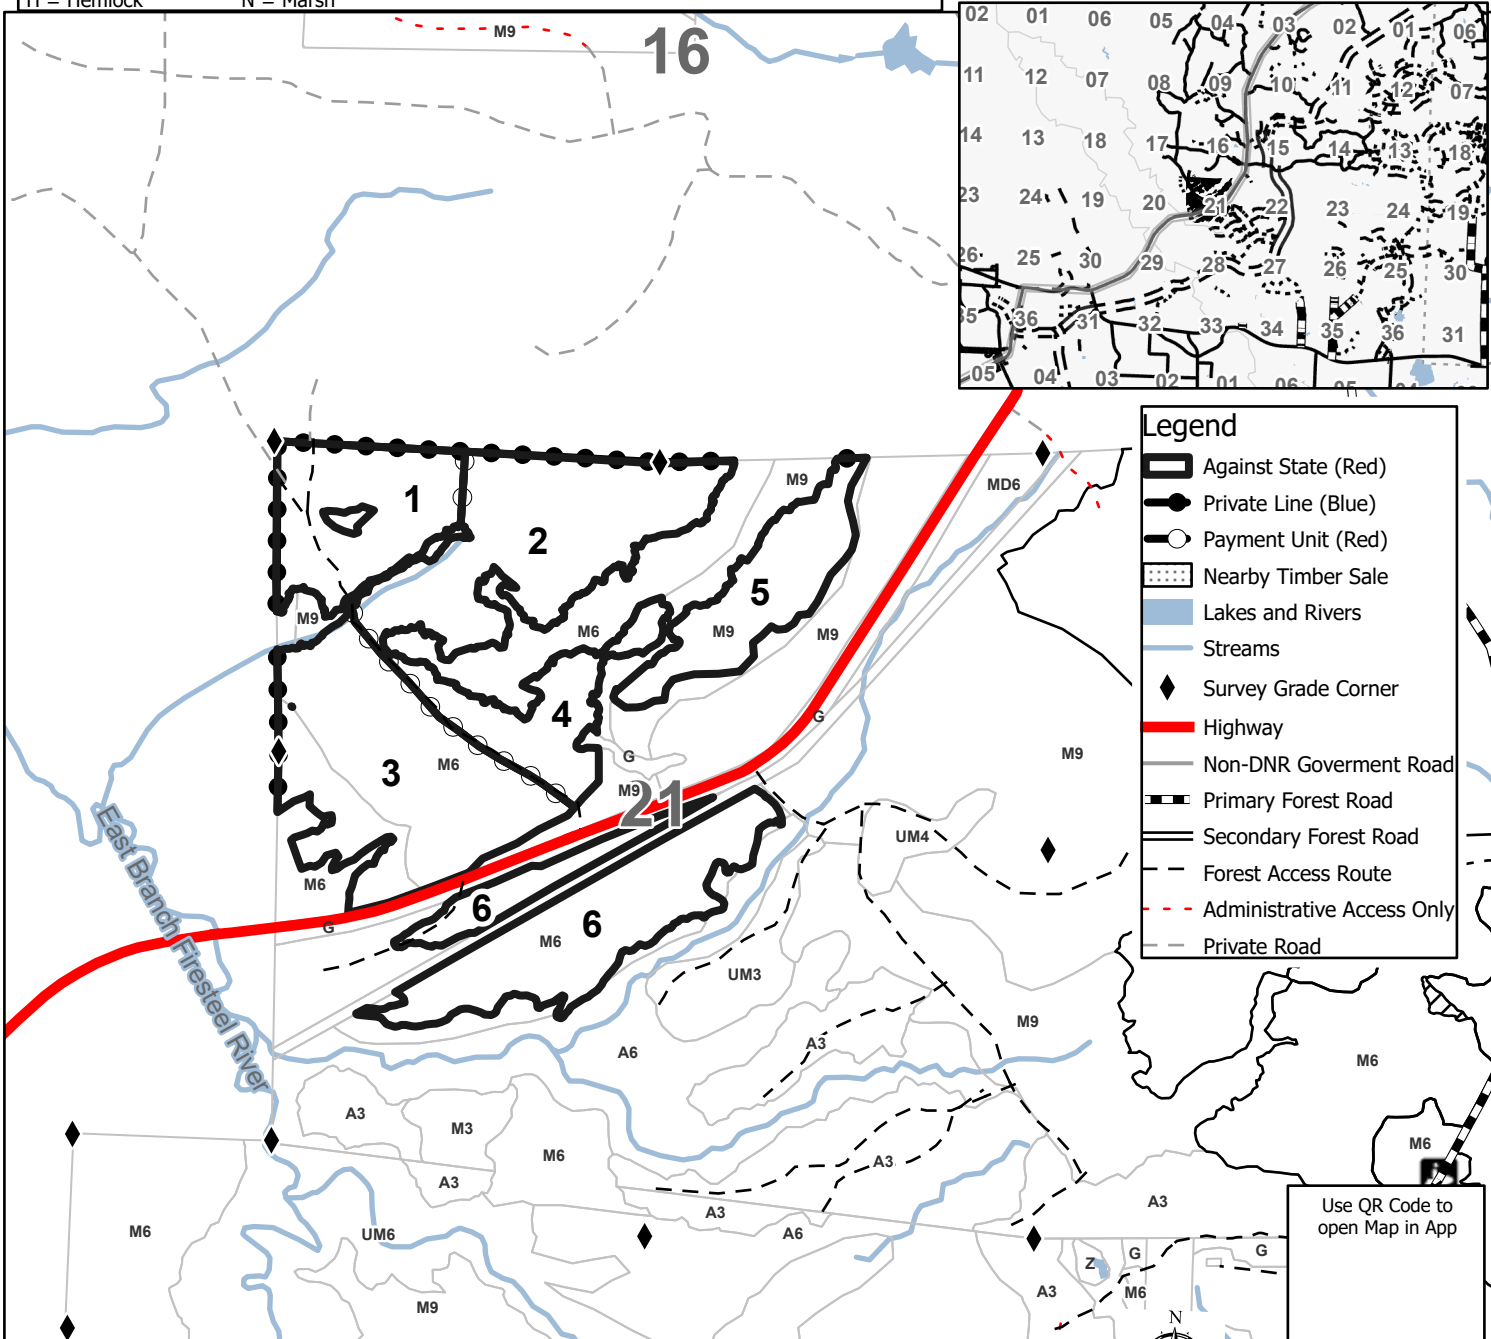 H = Hemlock N = Marsh
M9
16
02 01 06 05 04 03 02 01 06
11 12 07 08 09 10 11 12 07
14 13 18 17 16 15 14 13 18
23 24 19 20 21 22 23 24 19
26 25 30 29 28 27 26 25 30
35 36 31 32 33 34 35 36 31
05 04 03 02 01 06 05
Legend
Against State (Red)
Private Line (Blue)
Payment Unit (Red)
Nearby Timber Sale
Lakes and Rivers
Streams
Survey Grade Corner
Highway
Non-DNR Goverment Road
Primary Forest Road
Secondary Forest Road
Forest Access Route
Administrative Access Only
Private Road
M9 MD6
1
2
5
M9 M6 M9 M9
4
G
3 M6 G M9
M9
21
UM4
M6
6
6
G M6
UM3
East Branch Firesteel River
M9
A6 A3
M6
A3 M3
M6
M6 A3
A3
A3
A3
M6 UM6 A6
G G
Z
A3 M6
M9
N
Use QR Code to
open Map in App